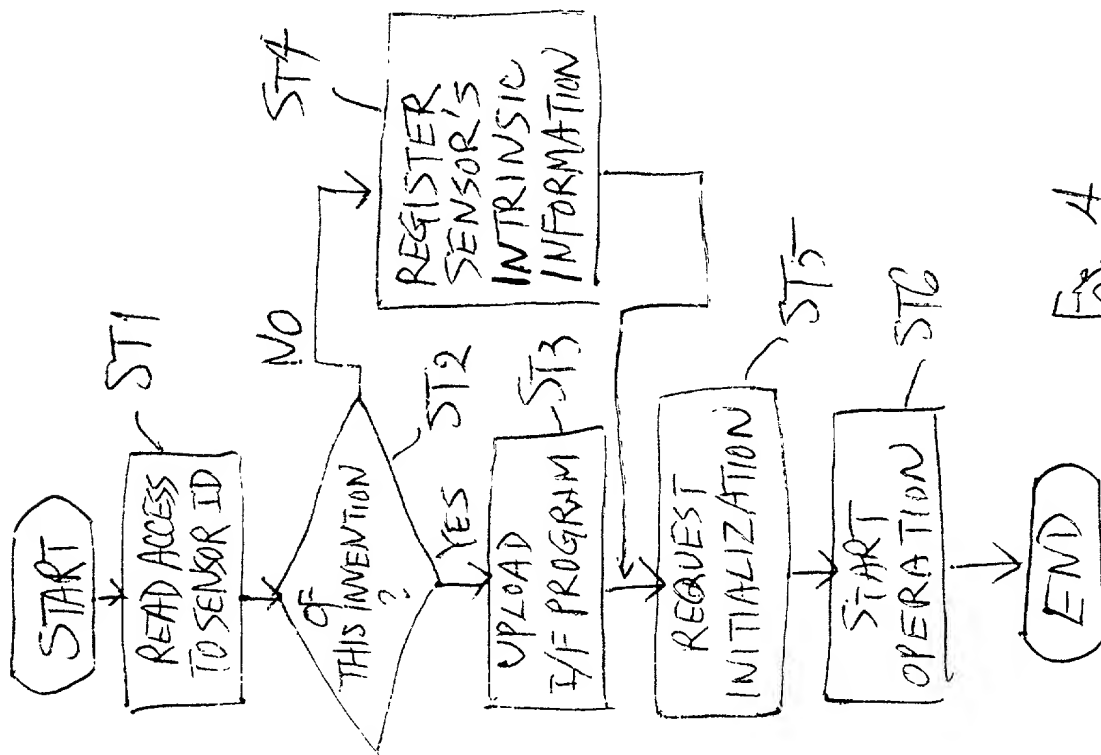 START
ST1
READ ACCESS
TO SENSOR ID
OF
THIS INVENTION
?
ST2
NO
YES
ST4
REGISTER
SENSOR'S
INTRINSIC
INFORMATION
UPLOAD
I/F PROGRAM
ST3
REQUEST
INITIALIZATION
ST5
START
OPERATION
ST6
END
4